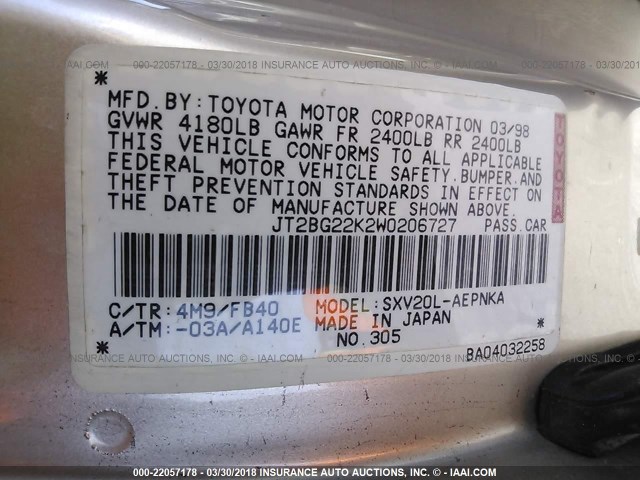 000-22057178 - 03/30/2018 INSURANCE AUTO AUCTIONS, INC. - © IAAI.COM
MFD.BY:TOYOTA MOTOR CORPORATION 03/98
GVWR 4180LB GAWR FR 2400LB RR 2400LB
THIS VEHICLE CONFORMS TO ALL APPLICABLE
FEDERAL MOTOR VEHICLE SAFETY.BUMPER.AND
THEFT PREVENTION STANDARDS IN EFFECT ON
THE DATE OF MANUFACTURE SHOWN ABOVE.
TOYOTA
JT2BG22K2W0206727 PASS.CAR
C/TR:4M9/FB40 MODEL:SXV20L-AEPNKA
A/TM:-03A/A140E MADE IN JAPAN
NO.305
BA04032258
000-22057178 - 03/30/2018 INSURANCE AUTO AUCTIONS, INC. - © IAAI.COM